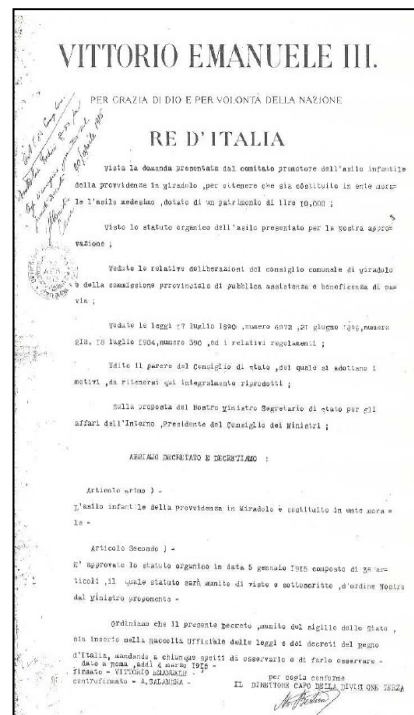 VITTORIO EMANUELE III.
PER GRAZIA DI DIO E PER VOLONTÀ DELLA NAZIONE
RE D'ITALIA
Vista la domanda presentata dal comitato promotore dell'asilo infantile
della provvidenza in miradolo ,per ottenere che sia costituito in ente mora-
le l'asilo medesimo ,dotato di un patrimonio di lire 10,000 ;
Visto lo statuto organico dell'asilo presentato per la nostra appro-
vazione ;
Vedute le relative deliberazioni del consiglio comunale di miradolo
e della commissione provinciale di pubblica assistenza e beneficenza di pa-
via ;
Vedute le leggi 17 luglio 1890 ,numero 6972 ,21 giugno ,numero
18 luglio 1904,numero 390 ,ed i relativi regolamenti ;
Udito il parere del Consiglio di stato ,del quale si adottano i
motivi ,da ritenersi qui integralmente riprodotti ;
Sulla proposta del Nostro ministro Segretario di stato per gli
affari dell'Interno ,Presidente del Consiglio dei Ministri ;
ABBIAMO DECRETATO E DECRETIAMO :
Articolo primo ) -
L'asilo infantile della Provvidenza in Miradolo è costituito in ente mora =
le -
Articolo Secondo ) -
E' approvato lo statuto organico in data 5 gennaio 1915 composto di 38 ar-
ticoli ,il quale statuto sarà munito di visto e sottoscritto ,d'ordine Nostro
dal ministro proponente -
Ordiniamo che il presente decreto ,munito del sigillo dello Stato ,
sia inserto nella Raccolta Ufficiale delle leggi e dei decreti del regno
d'Italia, mandando a chiunque spetti di osservarlo e di farlo osservare -
dato a Roma ,addì 4 marzo 1915 -
firmato - VITTORIO EMANUELE -
controfirmato - A.SALANDRA -
per copia conforme
IL DIRETTORE CAPO DELLA DIVISIONE TERZA